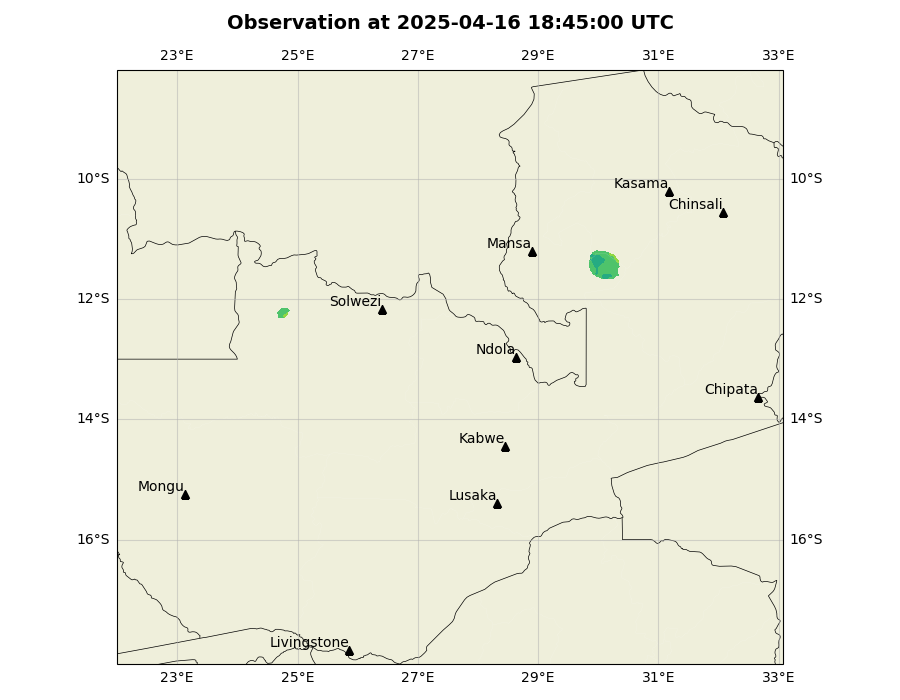 Observation at 2025-04-16 18:45:00 UTC
23°E 25°E 27°E 29°E 31°E 33°E
10°S 10°S
Kasama
Chinsali
Mansa
12°S 12°S
Solwezi
Ndola
Chipata
14°S 14°S
Kabwe
Mongu
Lusaka
16°S 16°S
Livingstone
23°E 25°E 27°E 29°E 31°E 33°E